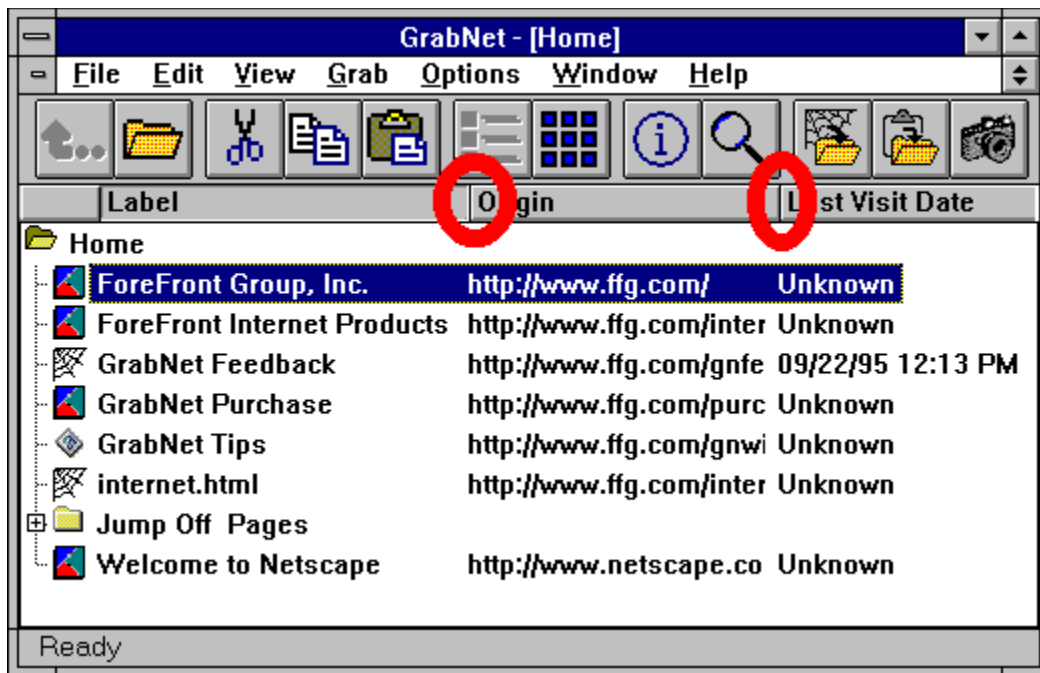 GrabNet - [Home]
File Edit View Grab Options Window Help
Label Origin Last Visit Date
Home
ForeFront Group, Inc. http://www.ffg.com/ Unknown
ForeFront Internet Products http://www.ffg.com/inter Unknown
GrabNet Feedback http://www.ffg.com/gnfe 09/22/95 12:13 PM
GrabNet Purchase http://www.ffg.com/purc Unknown
GrabNet Tips http://www.ffg.com/gnwi Unknown
internet.html http://www.ffg.com/inter Unknown
Jump Off Pages
Welcome to Netscape http://www.netscape.co Unknown
Ready